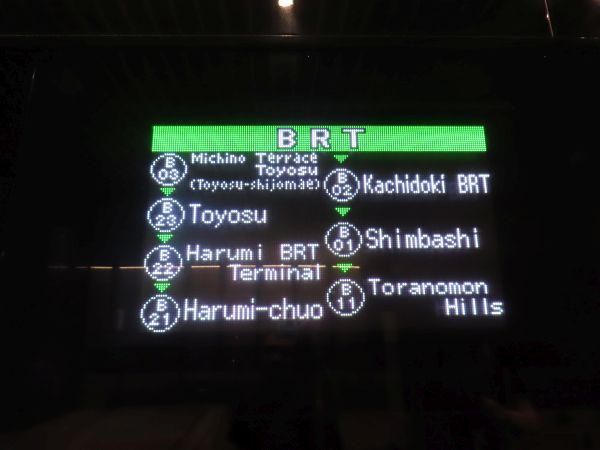 BRT
B 03 Michino Terrace
Toyosu
(Toyosu-shijomae)
B 23 Toyosu
B 22 Harumi BRT
Terminal
B 21 Harumi-chuo
B 02 Kachidoki BRT
B 01 Shimbashi
B 11 Toranomon
Hills